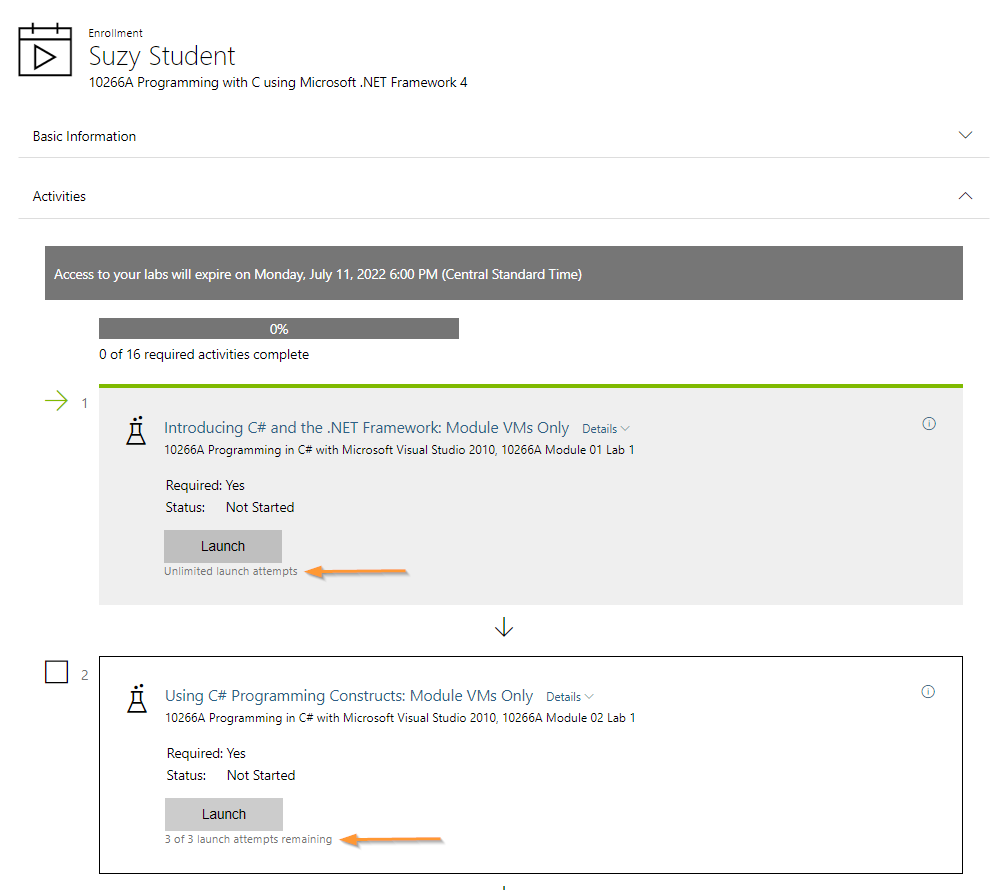 Enrollment
Suzy Student
10266A Programming with C using Microsoft .NET Framework 4
Basic Information
Activities
Access to your labs will expire on Monday, July 11, 2022 6:00 PM (Central Standard Time)
0%
0 of 16 required activities complete
1
Introducing C# and the .NET Framework: Module VMs Only Details
10266A Programming in C# with Microsoft Visual Studio 2010, 10266A Module 01 Lab 1
Required: Yes
Status: Not Started
Launch
Unlimited launch attempts
2
Using C# Programming Constructs: Module VMs Only Details
10266A Programming in C# with Microsoft Visual Studio 2010, 10266A Module 02 Lab 1
Required: Yes
Status: Not Started
Launch
3 of 3 launch attempts remaining